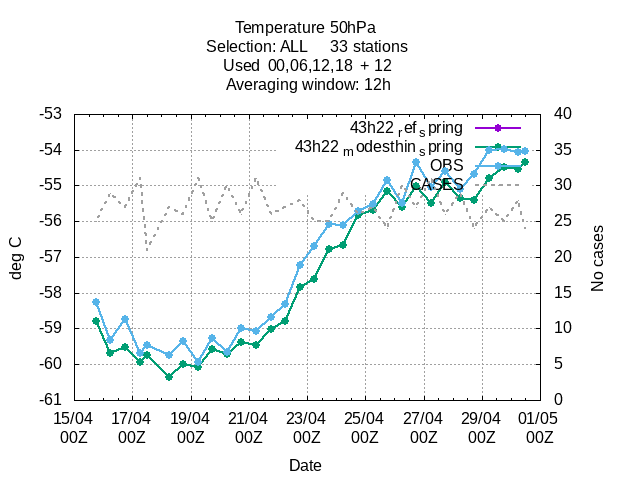 Temperature 50hPa
Selection: ALL 33 stations
Used 00,06,12,18 + 12
Averaging window: 12h
-53 40
43h22_ref_spring
43h22_modesthin_spring
OBS
CASES
-54 35
-55 30
-56 25
-57 20
-58 15
-59 10
-60 5
-61 0
deg C
No cases
15/04 17/04 19/04 21/04 23/04 25/04 27/04 29/04 01/05
00Z 00Z 00Z 00Z 00Z 00Z 00Z 00Z 00Z
Date